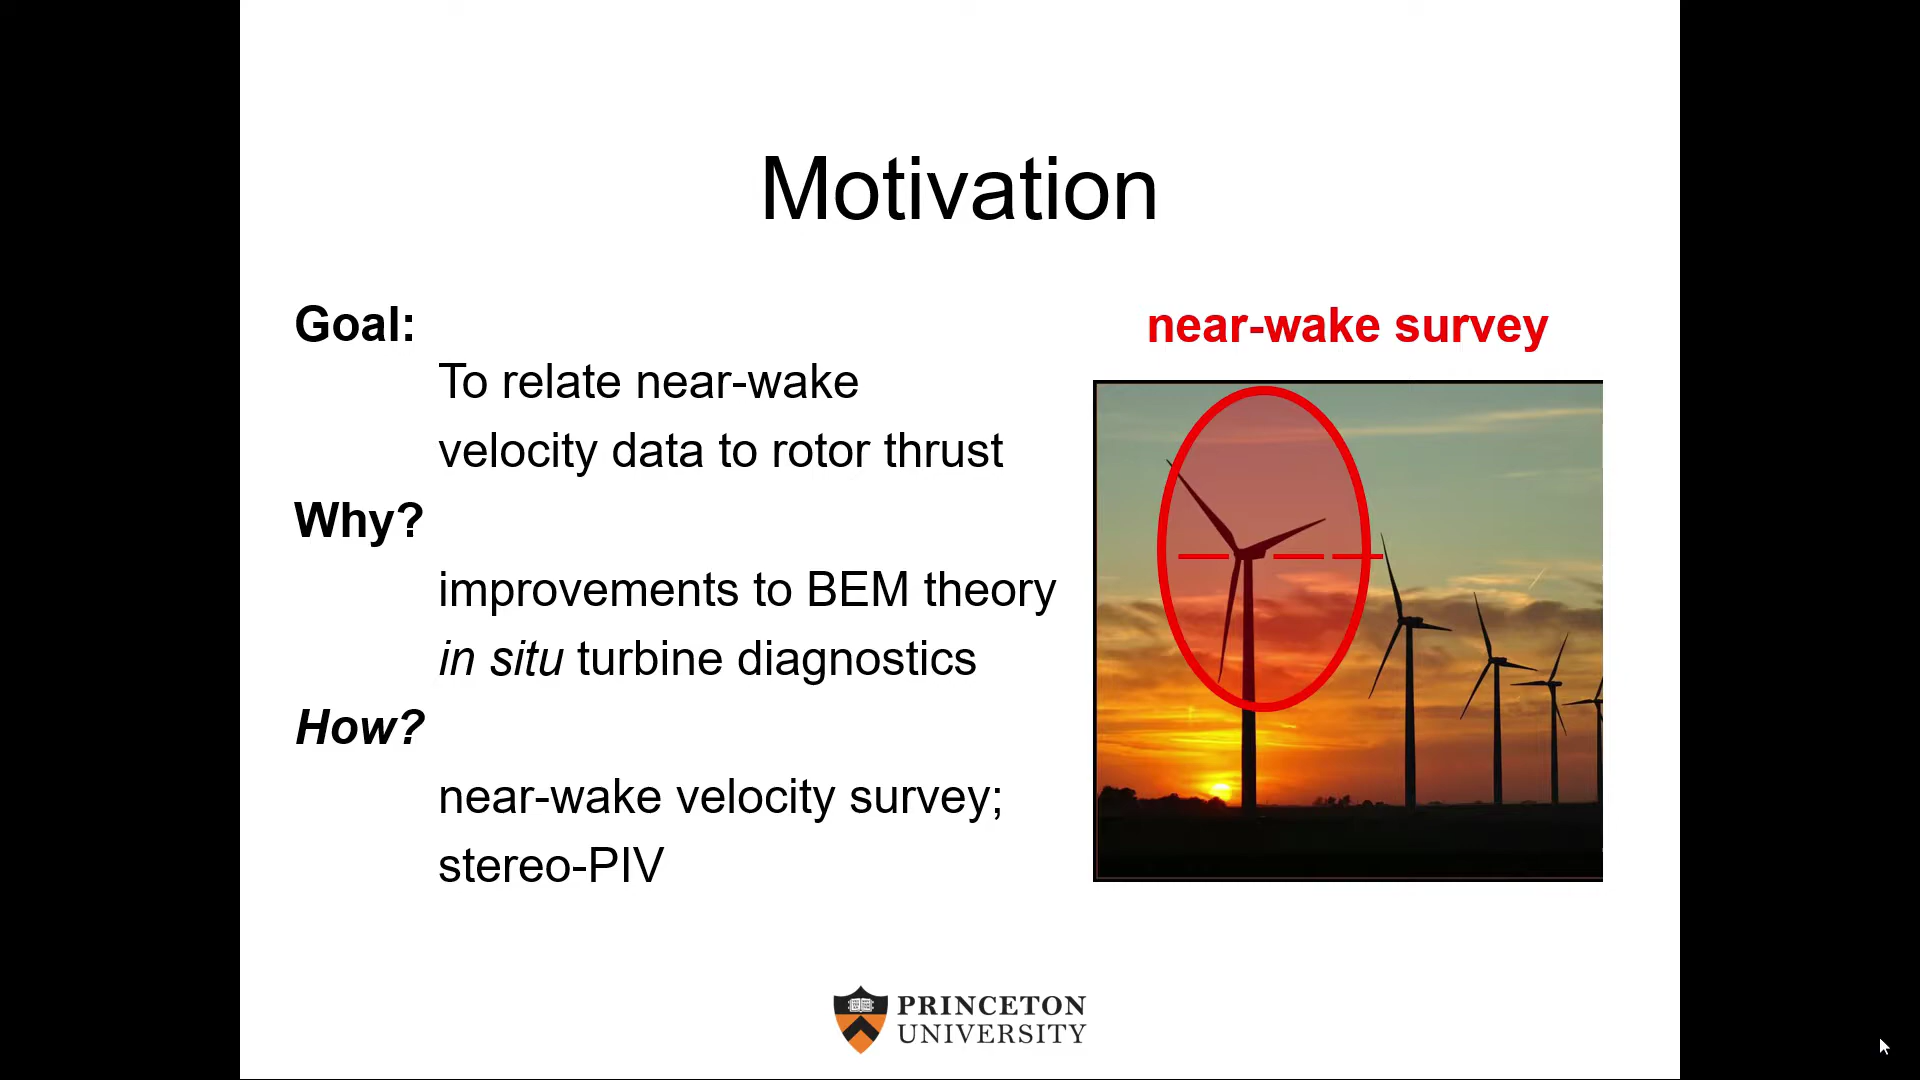 Motivation
Goal:
To relate near-wake
velocity data to rotor thrust
Why?
improvements to BEM theory
in situ turbine diagnostics
How?
near-wake velocity survey;
stereo-PIV
near-wake survey
PRINCETON
UNIVERSITY